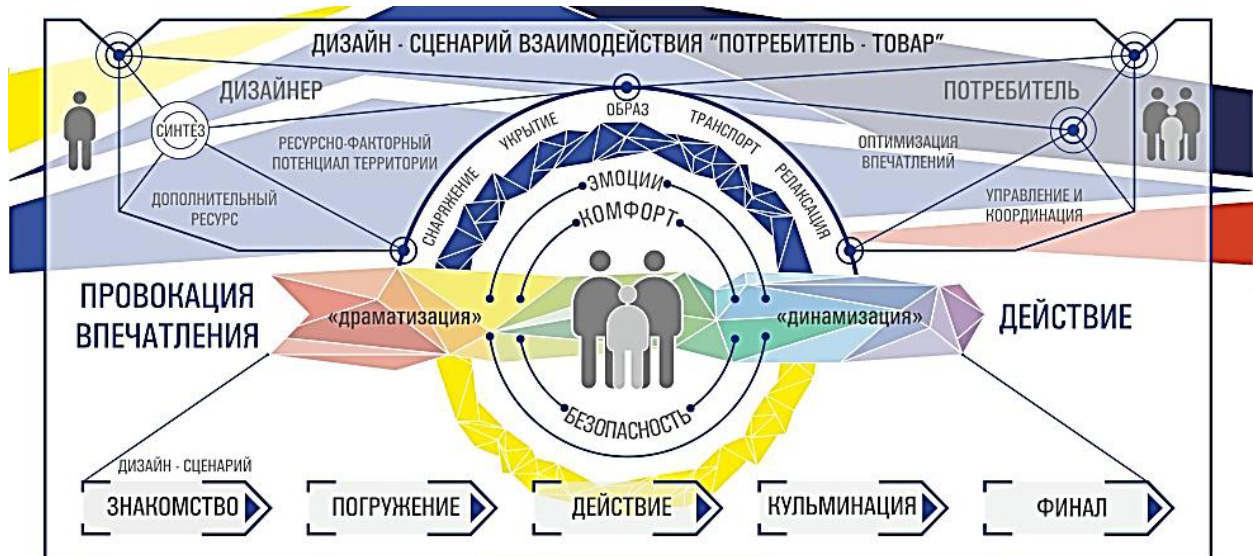 ДИЗАЙН - СЦЕНАРИЙ ВЗАИМОДЕЙСТВИЯ "ПОТРЕБИТЕЛЬ - ТОВАР"
ДИЗАЙНЕР
ПОТРЕБИТЕЛЬ
СИНТЕЗ
РЕСУРСНО-ФАКТОРНЫЙ
ПОТЕНЦИАЛ ТЕРРИТОРИИ
ДОПОЛНИТЕЛЬНЫЙ
РЕСУРС
СНАРЯЖЕНИЕ
УКРЫТИЕ
ОБРАЗ
ТРАНСПОРТ
РЕЛАКСАЦИЯ
ОПТИМИЗАЦИЯ
ВПЕЧАТЛЕНИЙ
УПРАВЛЕНИЕ И
КООРДИНАЦИЯ
ЭМОЦИИ
КОМФОРТ
ПРОВОКАЦИЯ
ВПЕЧАТЛЕНИЯ
«драматизация»
«динамизация»
ДЕЙСТВИЕ
БЕЗОПАСНОСТЬ
ДИЗАЙН - СЦЕНАРИЙ
ЗНАКОМСТВО
ПОГРУЖЕНИЕ
ДЕЙСТВИЕ
КУЛЬМИНАЦИЯ
ФИНАЛ